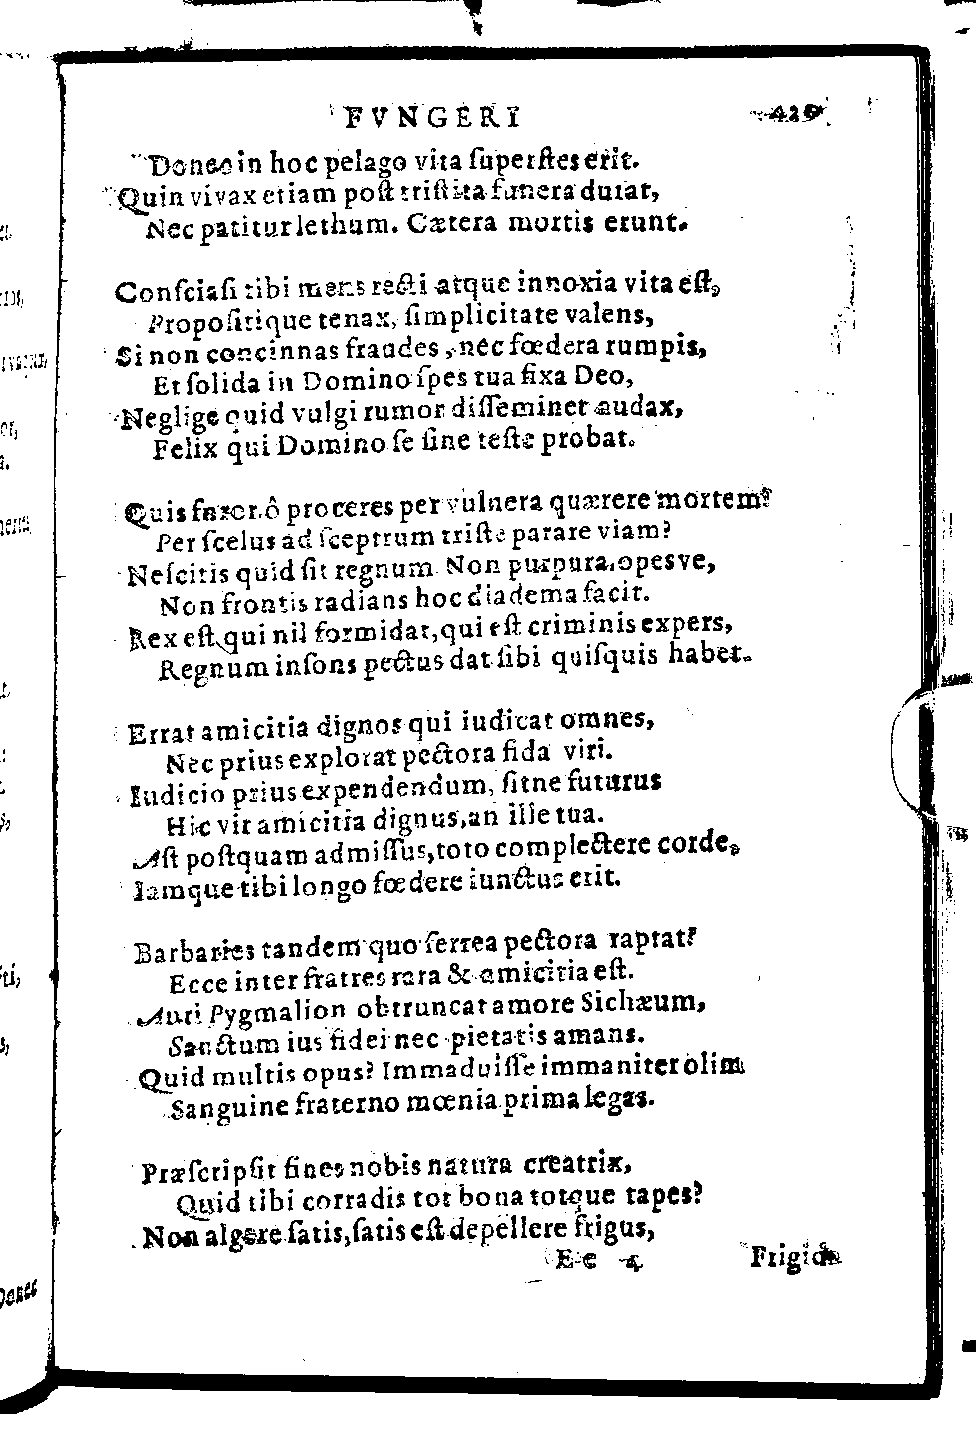 FVNGERI 429
Donec in hoc pelago vita ſuperſtes erit.
Quin vivax etiam poſt triſtia funera durat,
Nec patitur lethum. Cætera mortis erunt.
Conſcia ſi tibi mens recti atque innoxia vita eſt,
Propoſitique tenax, ſimplicitate valens,
Si non concinnas fraudes, nec fœdera rumpis,
Et ſolida in Domino ſpes tua fixa Deo,
Neglige quid vulgi rumor diſſeminet audax,
Felix qui Domino ſe ſine teſte probat.
Quis furor ô proceres per vulnera quærere mortem?
Per ſcelus ad ſceptrum triſte parare viam?
Neſcitis quid ſit regnum. Non purpura, opesve,
Non frontis radians hoc diadema facit.
Rex eſt, qui nil formidat, qui eſt criminis expers,
Regnum inſons pectus dat ſibi quiſquis habet.
Errat amicitia dignos qui iudicat omnes,
Nec prius explorat pectora fida viri.
Iudicio prius expendendum, ſitne futurus
Hic vir amicitia dignus, an ille tua.
Aſt poſtquam admiſſus, toto complectere corde,
Iamque tibi longo fœdere iunctus erit.
Barbaries tandem quo ferrea pectora raptat?
Ecce inter fratres rara & amicitia eſt.
Auri Pygmalion obtruncat amore Sichæum,
Sanctum ius fidei nec pietatis amans.
Quid multis opus? Immaduiſſe immaniter olim
Sanguine fraterno mœnia prima legas.
Præſcripſit fines nobis natura creatrix,
Quid tibi corradis tot bona totque tapes?
Non algere ſatis, ſatis eſt depellere frigus,
Ee 4 Frigida